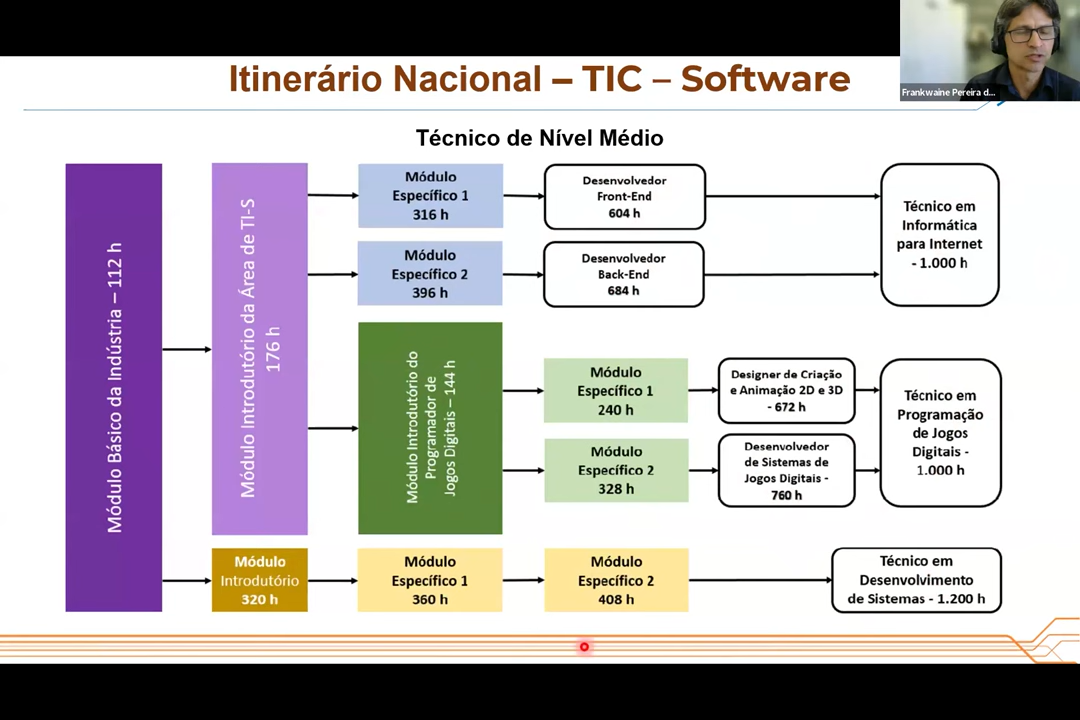 Itinerário Nacional – TIC – Software
Frankwaine Pereira d...
Técnico de Nível Médio
Módulo Básico da Indústria – 112 h
Módulo Introdutório da Área de TI-S
176 h
Módulo
Específico 1
316 h
Desenvolvedor
Front-End
604 h
Módulo
Específico 2
396 h
Desenvolvedor
Back-End
684 h
Técnico em
Informática
para Internet
- 1.000 h
Módulo Introdutório do
Programador de
Jogos Digitais – 144 h
Módulo
Específico 1
240 h
Designer de Criação
e Animação 2D e 3D
- 672 h
Módulo
Específico 2
328 h
Desenvolvedor
de Sistemas de
Jogos Digitais -
760 h
Técnico em
Programação
de Jogos
Digitais -
1.000 h
Módulo
Introdutório
320 h
Módulo
Específico 1
360 h
Módulo
Específico 2
408 h
Técnico em
Desenvolvimento
de Sistemas - 1.200 h